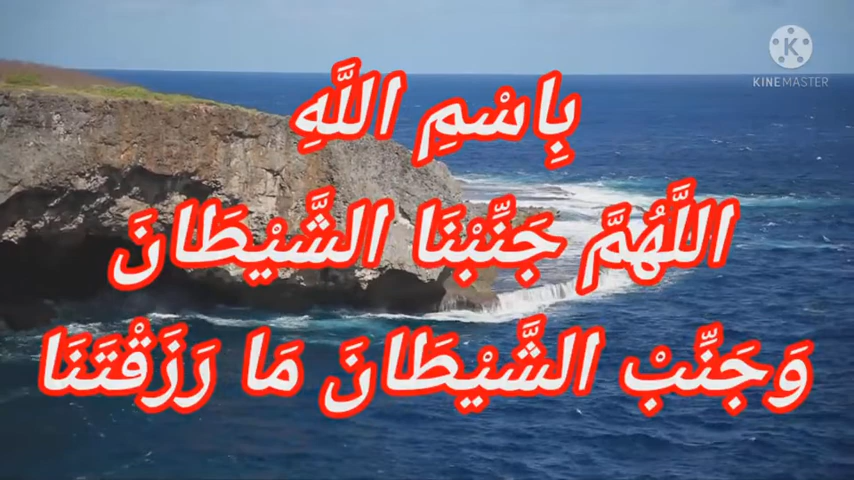 KINEMASTER
بِاسْمِ اللَّهِ
اللَّهُمَّ جَنِّبْنَا الشَّيْطَانَ
وَجَنِّبْ الشَّيْطَانَ مَا رَزَقْتَنَا